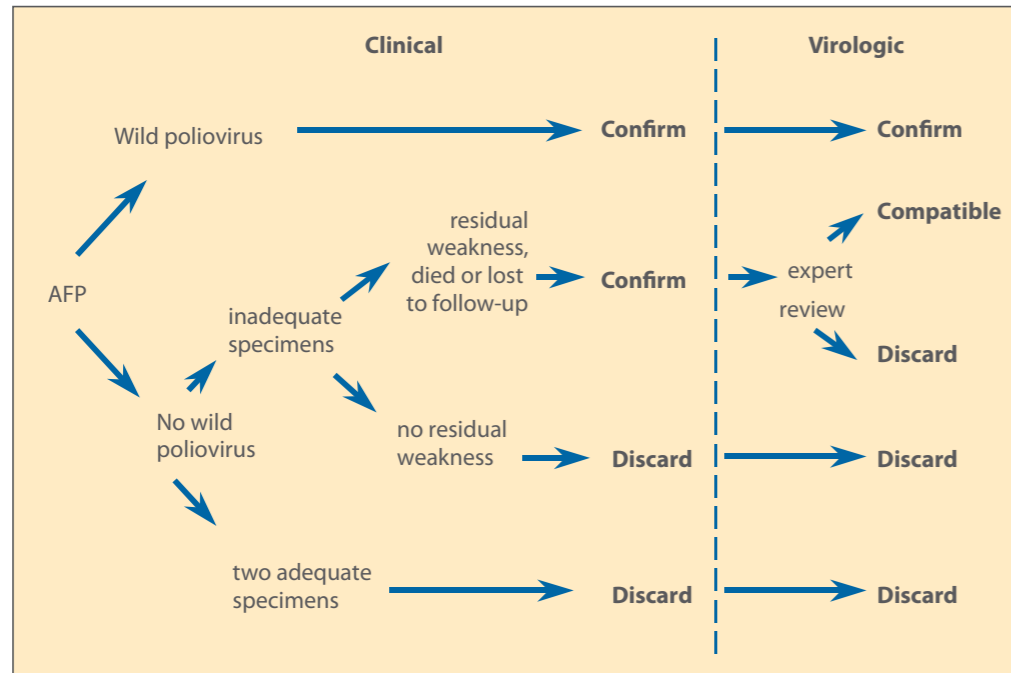 Clinical
Virologic
Wild poliovirus
Confirm
Confirm
AFP
residual
weakness,
died or lost
to follow-up
Confirm
expert
review
Compatible
Discard
inadequate
specimens
No wild
poliovirus
no residual
weakness
Discard
Discard
two adequate
specimens
Discard
Discard